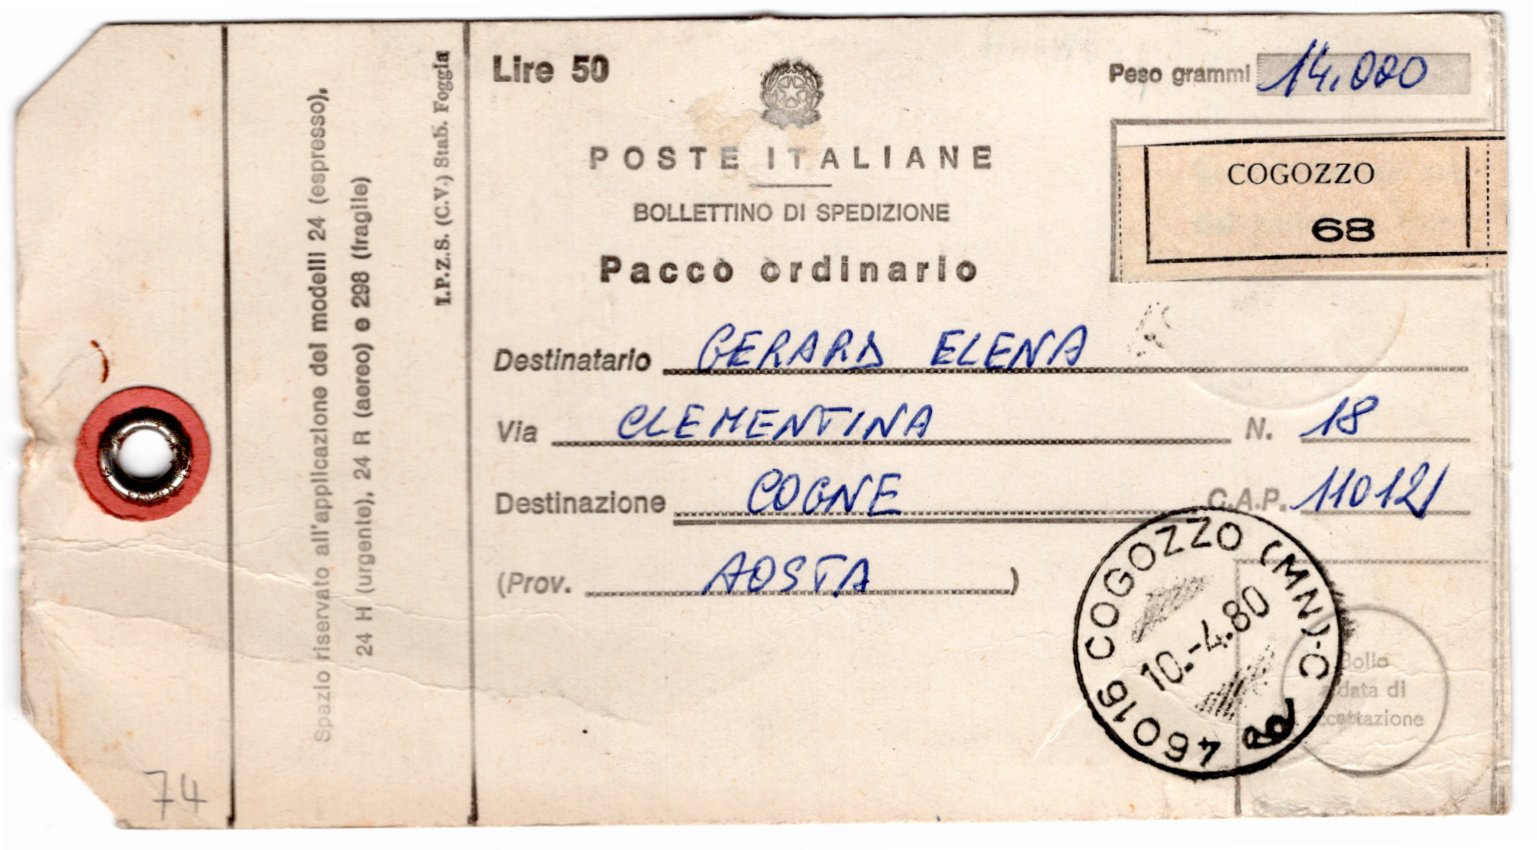 Lire 50
Peso grammi 14.000
POSTE ITALIANE
BOLLETTINO DI SPEDIZIONE
Pacco ordinario
COGOZZO
68
Destinatario GERARD ELENA
Via CLEMENTINA N. 18
Destinazione COGNE C.A.P. 11012
(Prov. AOSTA )
46016 COGOZZO (MN)-C
10.-4.80
Bollo
a data di
accettazione
I.P.Z.S. (C.V.) Stab. Foggia
Spazio riservato all'applicazione dei modelli 24 (espresso),
24 H (urgente), 24 R (aereo) e 298 (fragile)
74